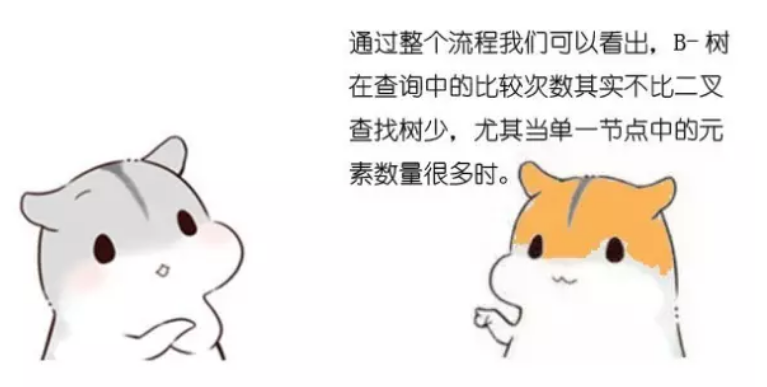 通过整个流程我们可以看出，B-树
在查询中的比较次数其实不比二叉
查找树少，尤其当单一节点中的元
素数量很多时。